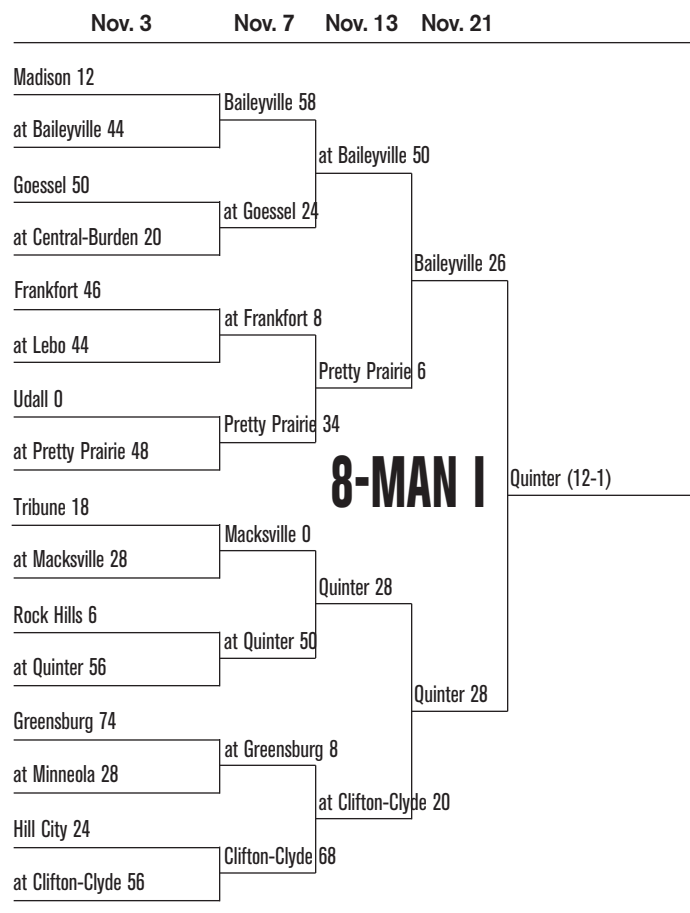 Nov. 3 Nov. 7 Nov. 13 Nov. 21
Madison 12
at Baileyville 44
Goessel 50
at Central-Burden 20
Frankfort 46
at Lebo 44
Udall 0
at Pretty Prairie 48
Tribune 18
at Macksville 28
Rock Hills 6
at Quinter 56
Greensburg 74
at Minneola 28
Hill City 24
at Clifton-Clyde 56
Baileyville 58
at Goessel 24
at Frankfort 8
Pretty Prairie 34
Macksville 0
at Quinter 50
at Greensburg 8
Clifton-Clyde 68
at Baileyville 50
Pretty Prairie 6
Quinter 28
at Clifton-Clyde 20
Baileyville 26
Quinter 28
8-MAN I
Quinter (12-1)